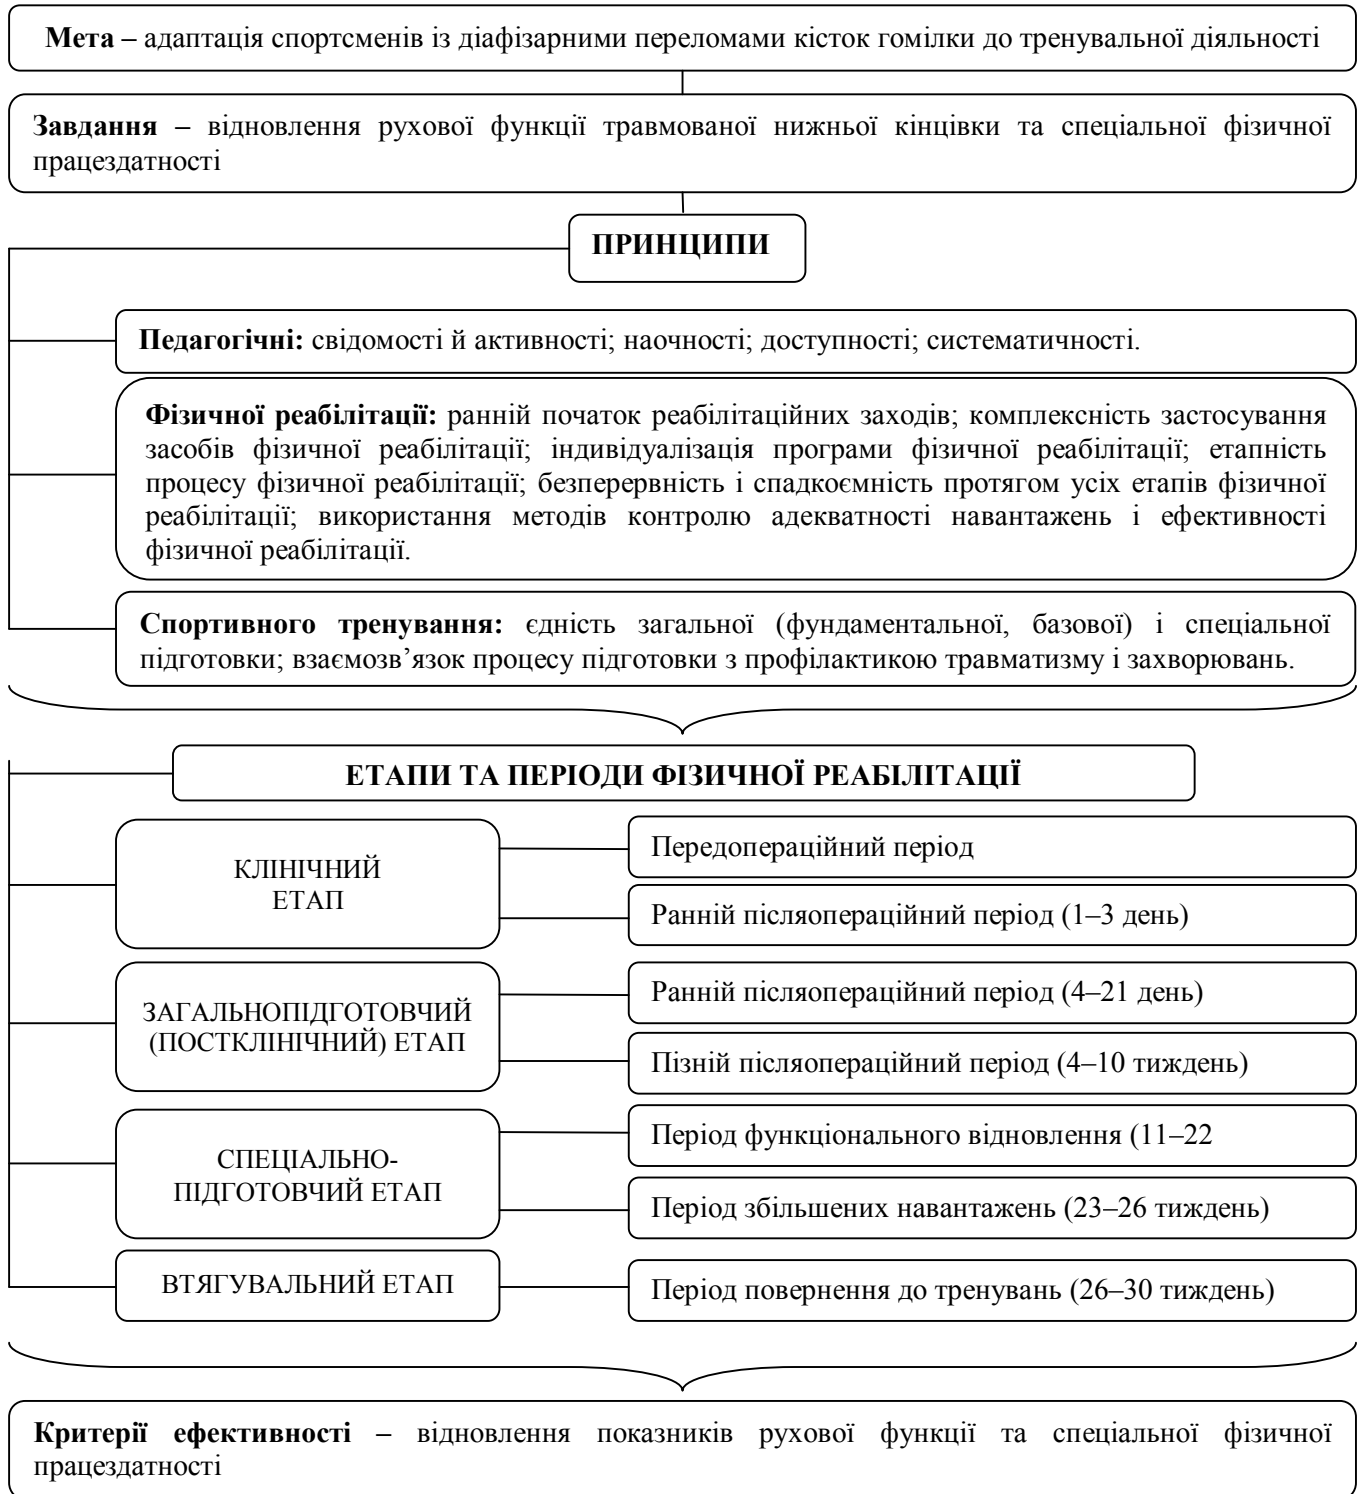 Мета – адаптація спортсменів із діафізарними переломами кісток гомілки до тренувальної діяльності
Завдання – відновлення рухової функції травмованої нижньої кінцівки та спеціальної фізичної
працездатності
ПРИНЦИПИ
Педагогічні: свідомості й активності; наочності; доступності; систематичності.
Фізичної реабілітації: ранній початок реабілітаційних заходів; комплексність застосування
засобів фізичної реабілітації; індивідуалізація програми фізичної реабілітації; етапність
процесу фізичної реабілітації; безперервність і спадкоємність протягом усіх етапів фізичної
реабілітації; використання методів контролю адекватності навантажень і ефективності
фізичної реабілітації.
Спортивного тренування: єдність загальної (фундаментальної, базової) і спеціальної
підготовки; взаємозв’язок процесу підготовки з профілактикою травматизму і захворювань.
ЕТАПИ ТА ПЕРІОДИ ФІЗИЧНОЇ РЕАБІЛІТАЦІЇ
КЛІНІЧНИЙ
ЕТАП
Передопераційний період
Ранній післяопераційний період (1–3 день)
ЗАГАЛЬНОПІДГОТОВЧИЙ
(ПОСТКЛІНІЧНИЙ) ЕТАП
Ранній післяопераційний період (4–21 день)
Пізній післяопераційний період (4–10 тиждень)
СПЕЦІАЛЬНО-
ПІДГОТОВЧИЙ ЕТАП
Період функціонального відновлення (11–22
Період збільшених навантажень (23–26 тиждень)
ВТЯГУВАЛЬНИЙ ЕТАП
Період повернення до тренувань (26–30 тиждень)
Критерії ефективності – відновлення показників рухової функції та спеціальної фізичної
працездатності